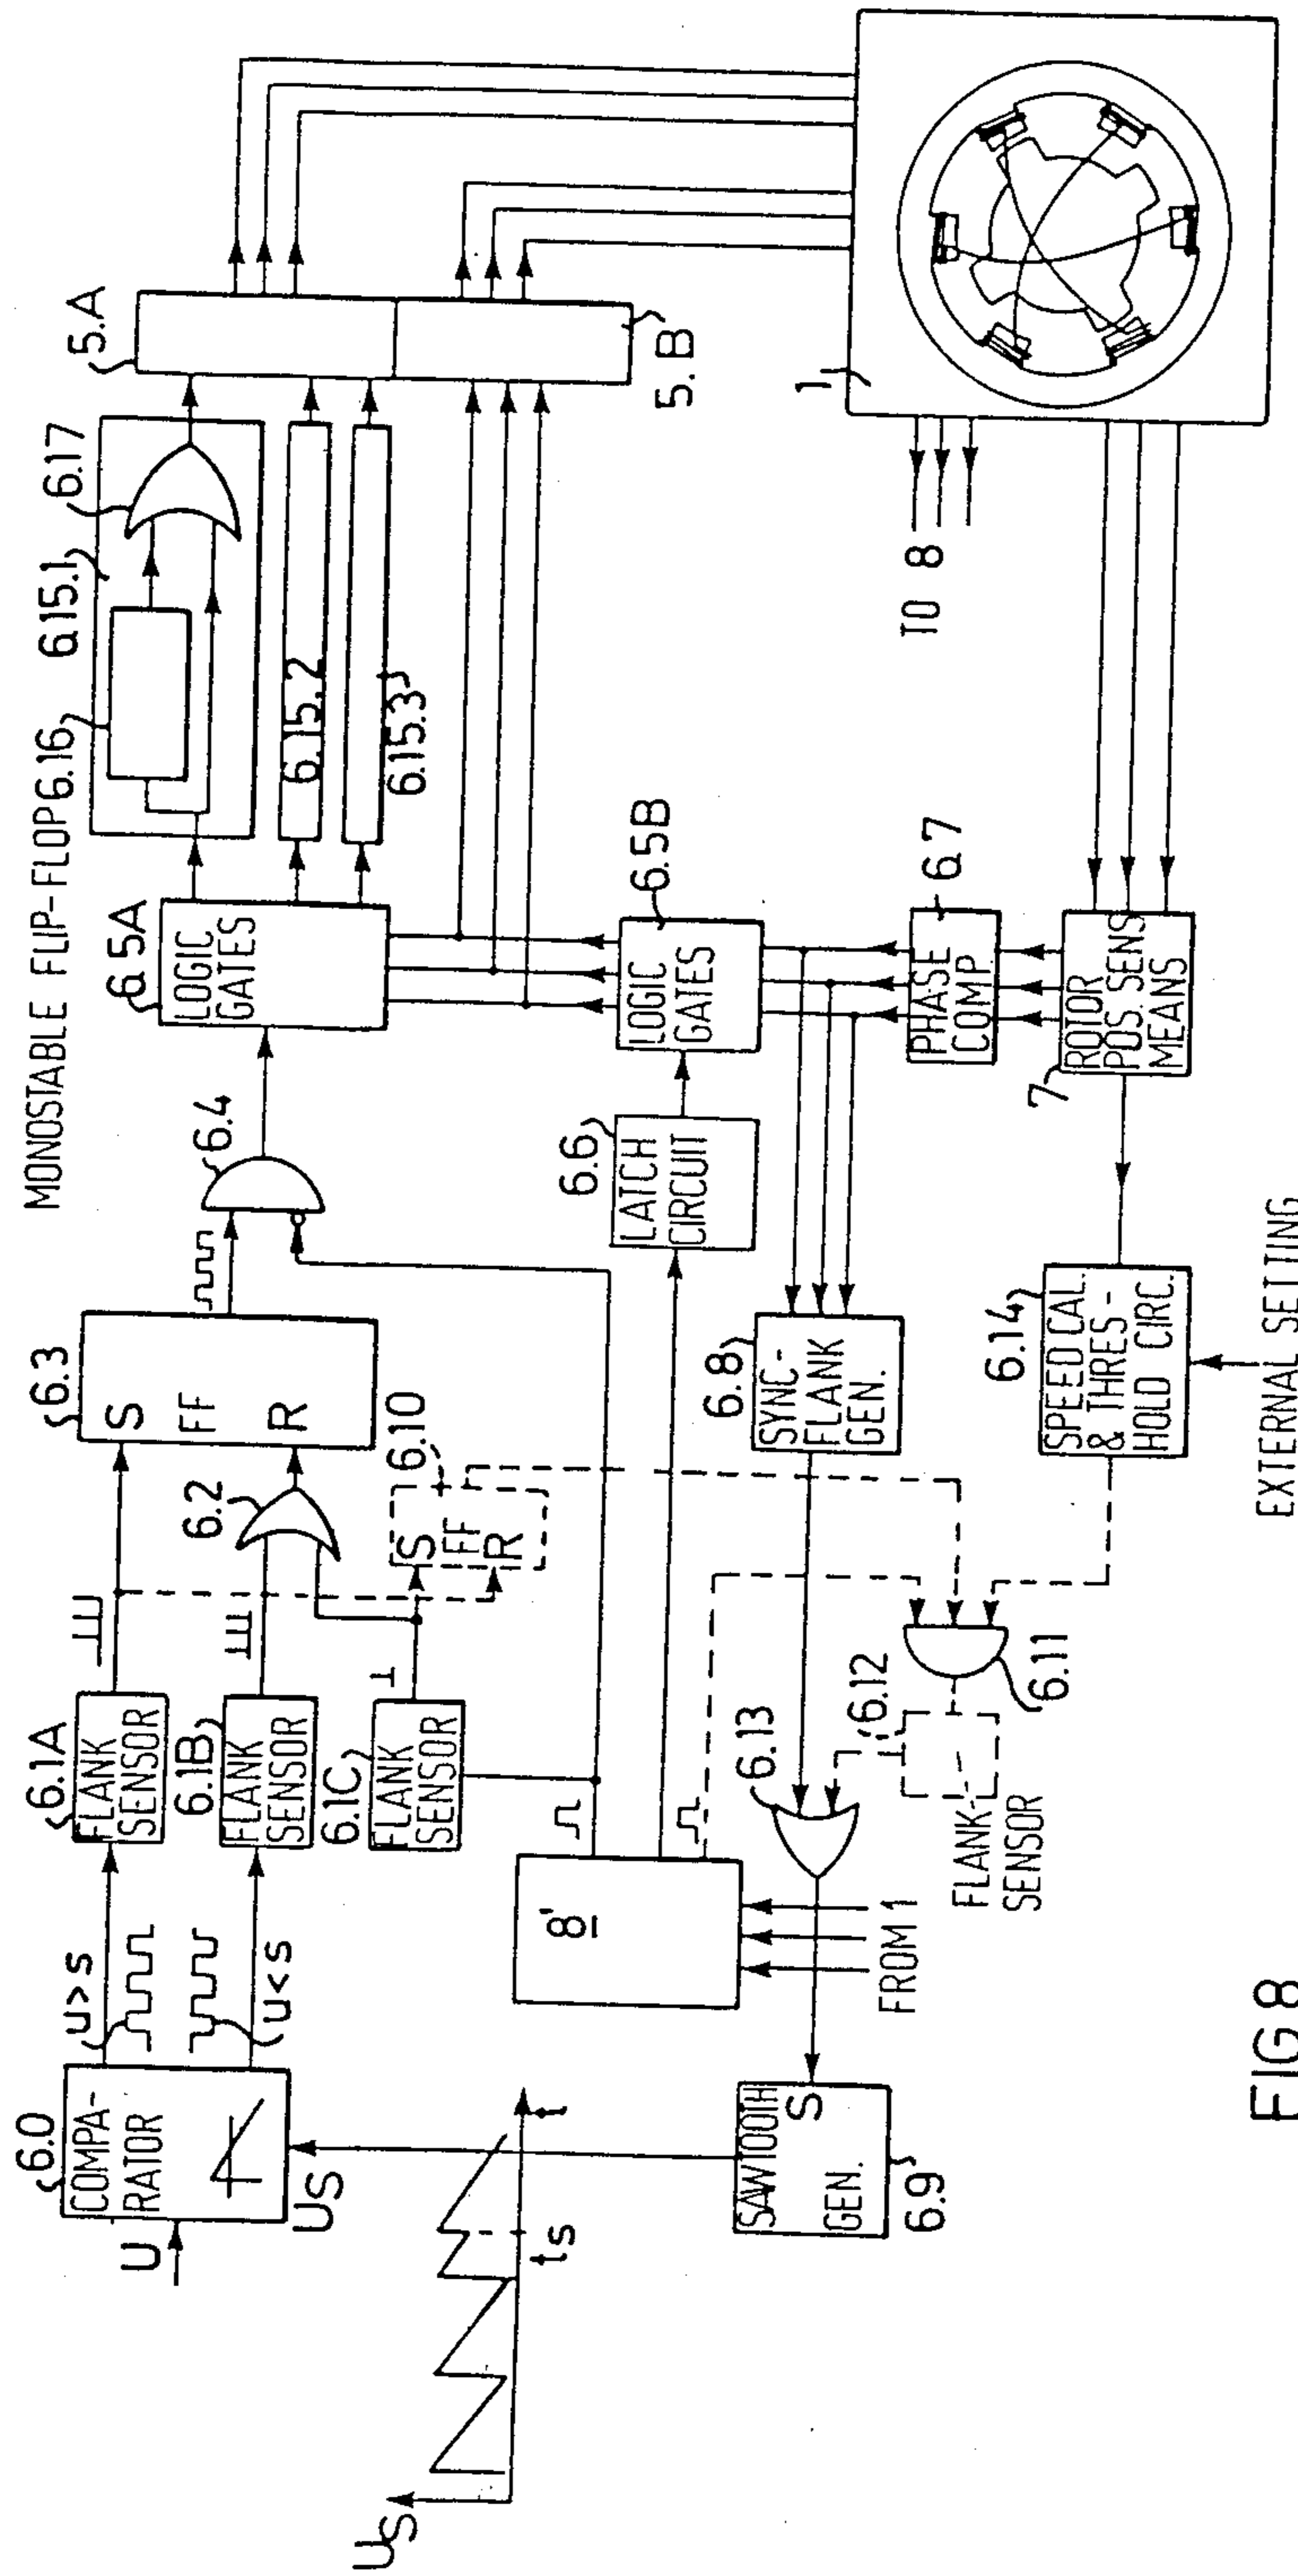 MONOSTABLE FLIP-FLOP 6.16
6.15.1
6.17
5.A
6.5A
LOGIC
GATES
6.15.2
6.15.3
5.B
6.0
COMPA-
RATOR
U
US
u>s
u<s
6.1A
FLANK
SENSOR
6.1B
FLANK
SENSOR
6.1C
FLANK
SENSOR
6.2
6.3
S
FF
R
6.4
6.10
S
FF
R
US
ts
t
8'
FROM 1
6.6
LATCH
CIRCUIT
6.5B
LOGIC
GATES
TO 8
1
6.13
6.12
6.8
SYNC-
FLANK
GEN.
6.7
PHASE
COMP.
SAWTOOTH
S
GEN.
6.9
FLANK-
SENSOR
6.11
6.14
SPEED CAL.
& THRES-
HOLD CIRC.
7
ROTOR
POS. SENS
MEANS
EXTERNAL SETTING
FIG 8